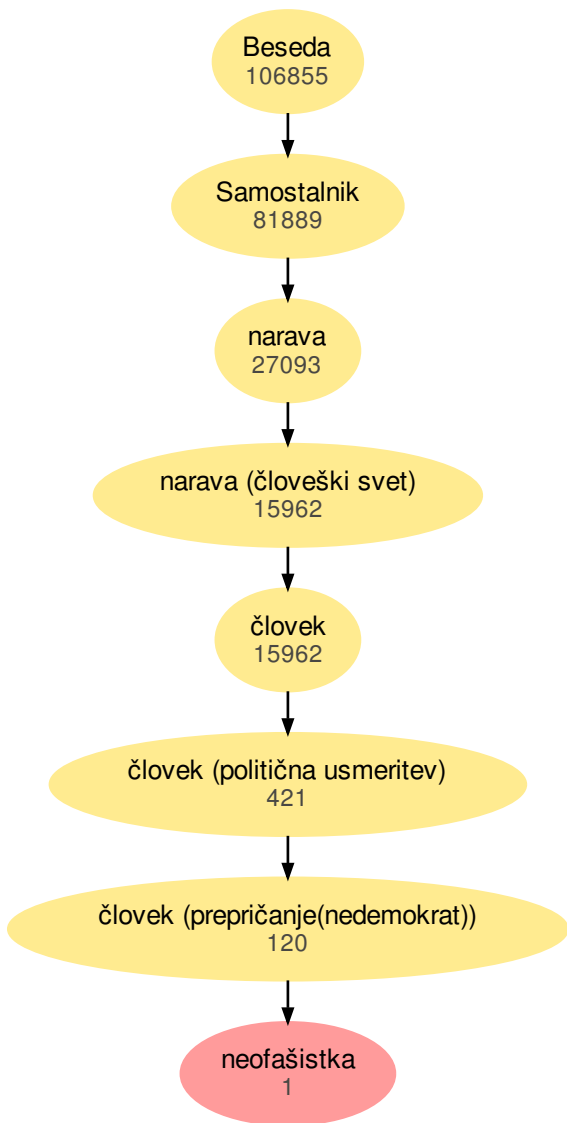 Beseda
106855
Samostalnik
81889
narava
27093
narava (človeški svet)
15962
človek
15962
človek (politična usmeritev)
421
človek (prepričanje(nedemokrat))
120
neofašistka
1